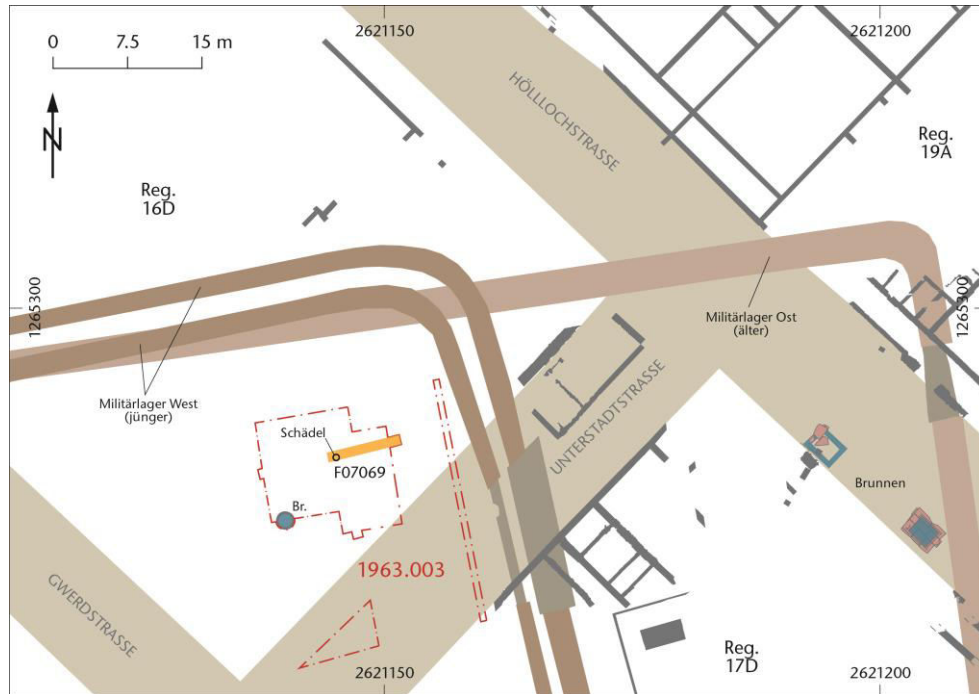 0 7.5 15 m
N
2621150
2621200
HÖLLLOCHSTRASSE
Reg.
19A
Reg.
16D
1265300
1265300
Militärlager Ost
(älter)
Militärlager West
(jünger)
UNTERSTADTSTRASSE
Schädel
F07069
Br.
Brunnen
1963.003
GWERDSTRASSE
Reg.
17D
2621150
2621200